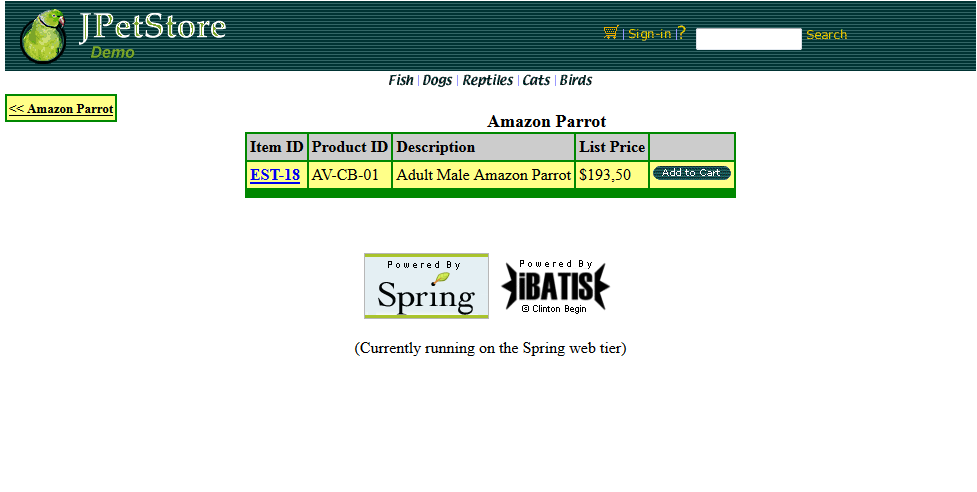 JPetStore
Demo
| Sign-in |? Search
Fish | Dogs | Reptiles | Cats | Birds
<< Amazon Parrot
Amazon Parrot
Item ID Product ID Description List Price
EST-18 AV-CB-01 Adult Male Amazon Parrot $193,50 Add to Cart
Powered By
Spring
Powered By
iBATIS
© Clinton Begin
(Currently running on the Spring web tier)